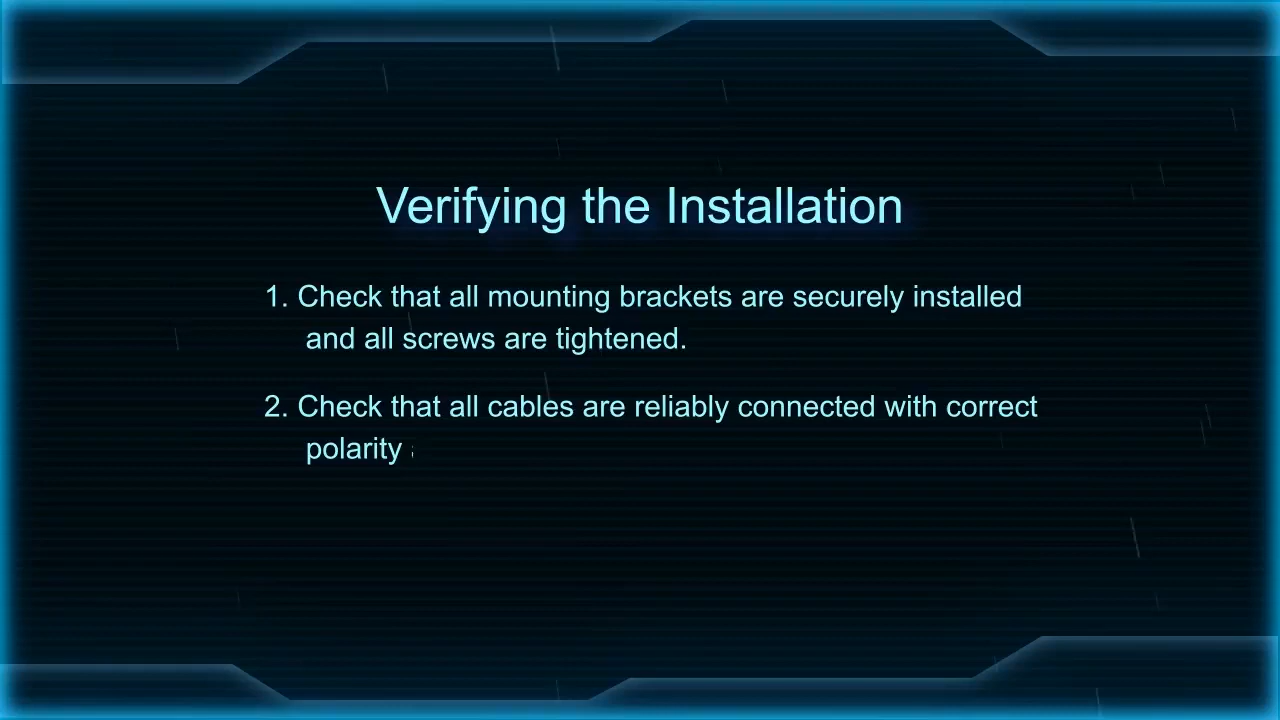 Verifying the Installation
1. Check that all mounting brackets are securely installed
and all screws are tightened.
2. Check that all cables are reliably connected with correct
polarity